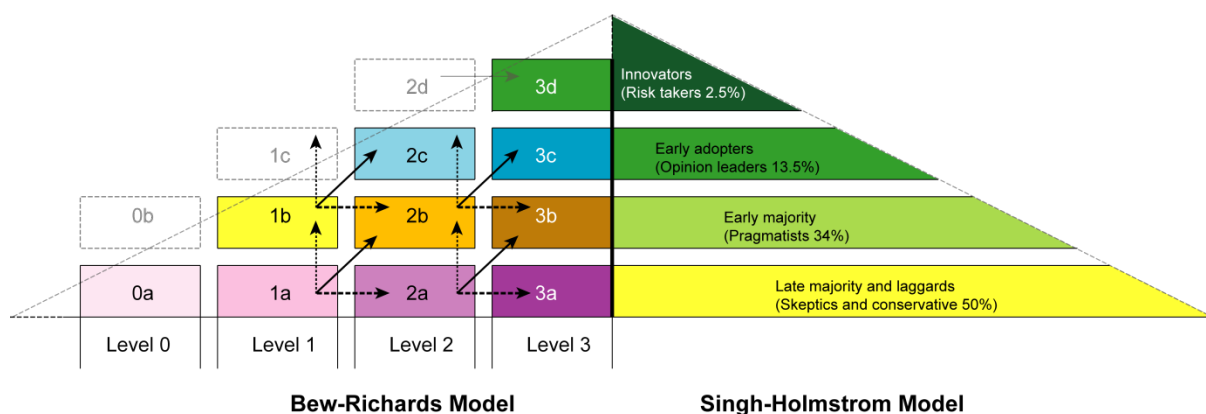 2d
3d
Innovators
(Risk takers 2.5%)
1c
2c
3c
Early adopters
(Opinion leaders 13.5%)
0b
1b
2b
3b
Early majority
(Pragmatists 34%)
0a
1a
2a
3a
Late majority and laggards
(Skeptics and conservative 50%)
Level 0
Level 1
Level 2
Level 3
Bew-Richards Model
Singh-Holmstrom Model